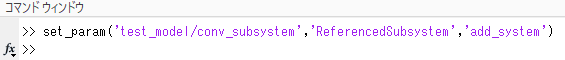 コマンド ウィンドウ
>> set_param('test_model/conv_subsystem','ReferencedSubsystem','add_system')
fx >>